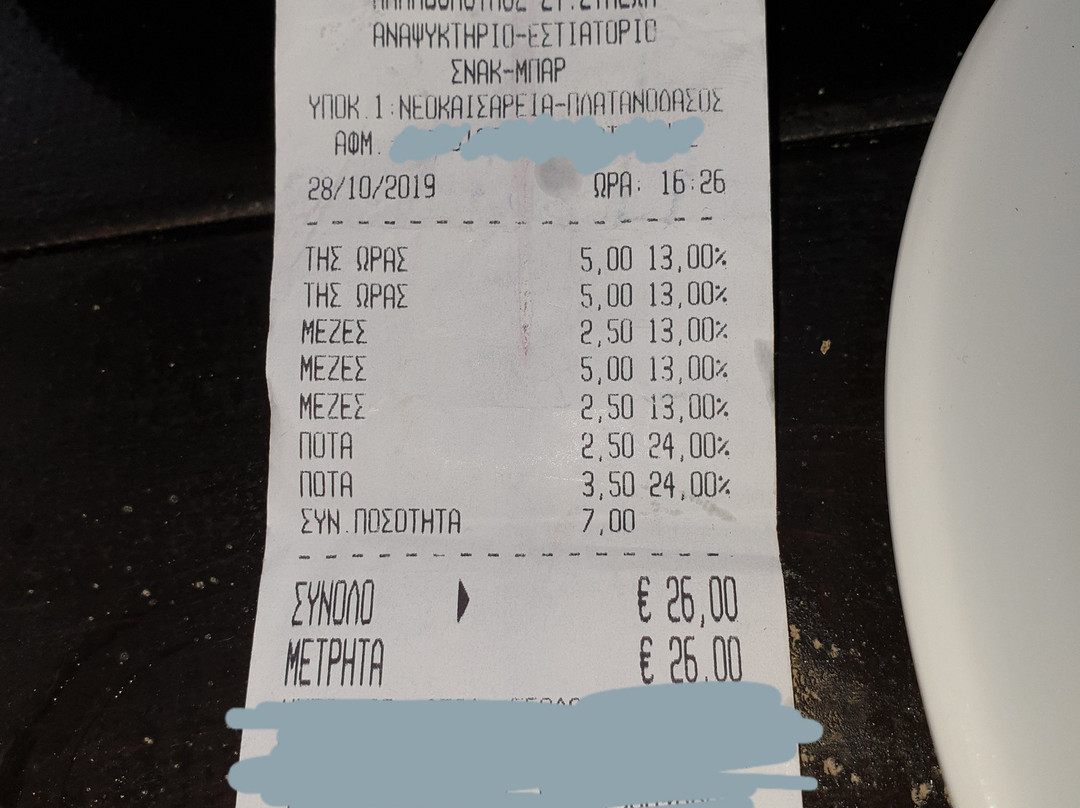 ΑΝΑΨΥΚΤΗΡΙΟ-ΕΣΤΙΑΤΟΡΙΟ
ΣΝΑΚ-ΜΠΑΡ
ΥΠΟΚ.1:ΝΕΟΚΑΙΣΑΡΕΙΑ-ΠΛΑΤΑΝΟΔΑΣΟΣ
ΑΦΜ.
28/10/2019 ΩΡΑ: 16:26
ΤΗΣ ΩΡΑΣ 5,00 13,00%
ΤΗΣ ΩΡΑΣ 5,00 13,00%
ΜΕΖΕΣ 2,50 13,00%
ΜΕΖΕΣ 5,00 13,00%
ΜΕΖΕΣ 2,50 13,00%
ΠΟΤΑ 2,50 24,00%
ΠΟΤΑ 3,50 24,00%
ΣΥΝ.ΠΟΣΟΤΗΤΑ 7,00
ΣΥΝΟΛΟ € 26,00
ΜΕΤΡΗΤΑ € 26,00